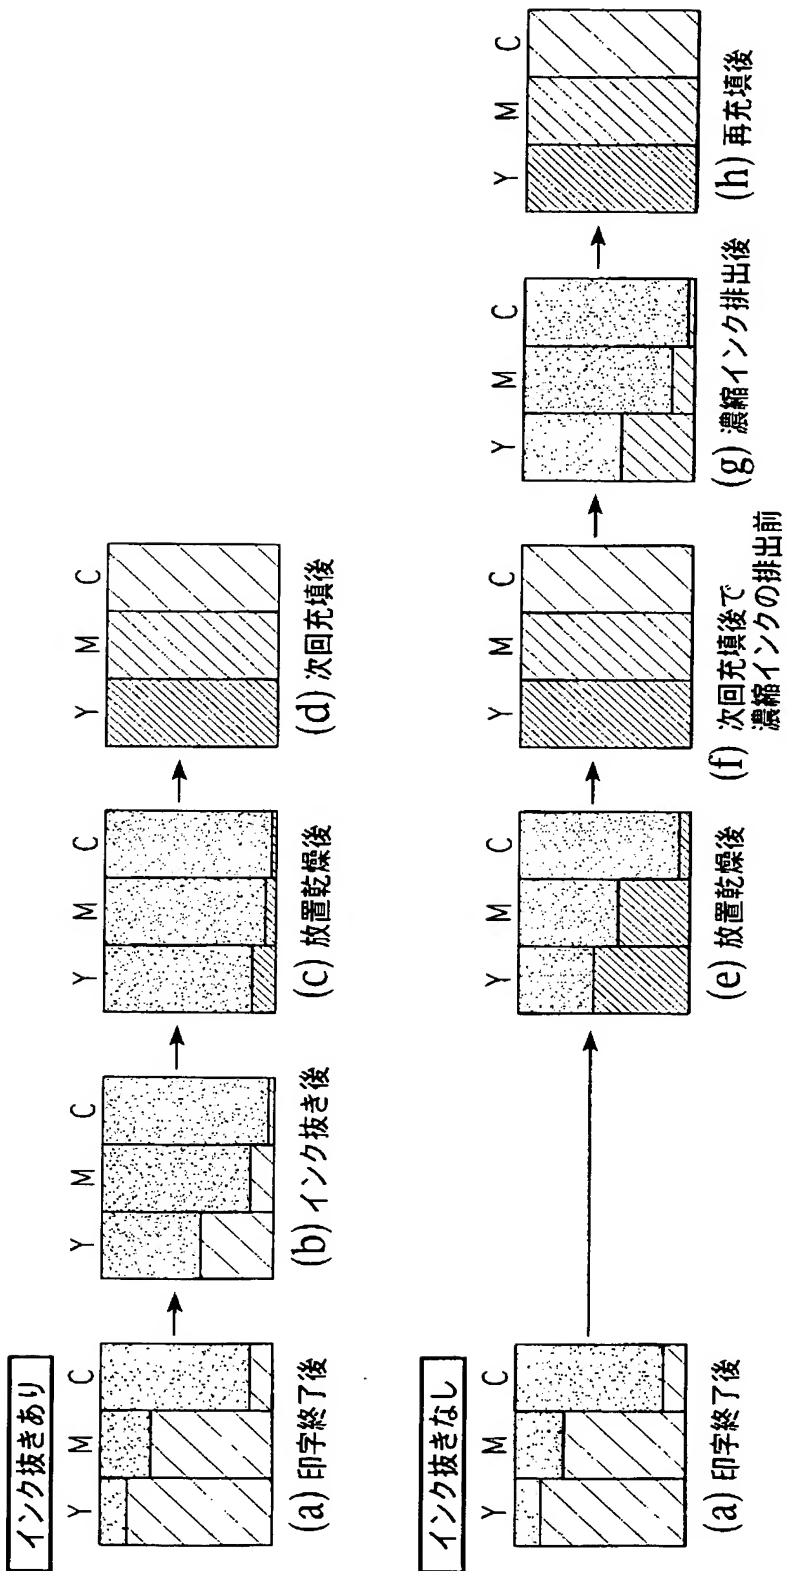 インク抜きあり
Y M C
(a) 印字終了後
Y M C
(b) インク抜き後
Y M C
(c) 放置乾燥後
Y M C
(d) 次回充填後
インク抜きなし
Y M C
(a) 印字終了後
Y M C
(e) 放置乾燥後
Y M C
(f) 次回充填後で
濃縮インクの排出前
Y M C
(g) 濃縮インク排出後
Y M C
(h) 再充填後